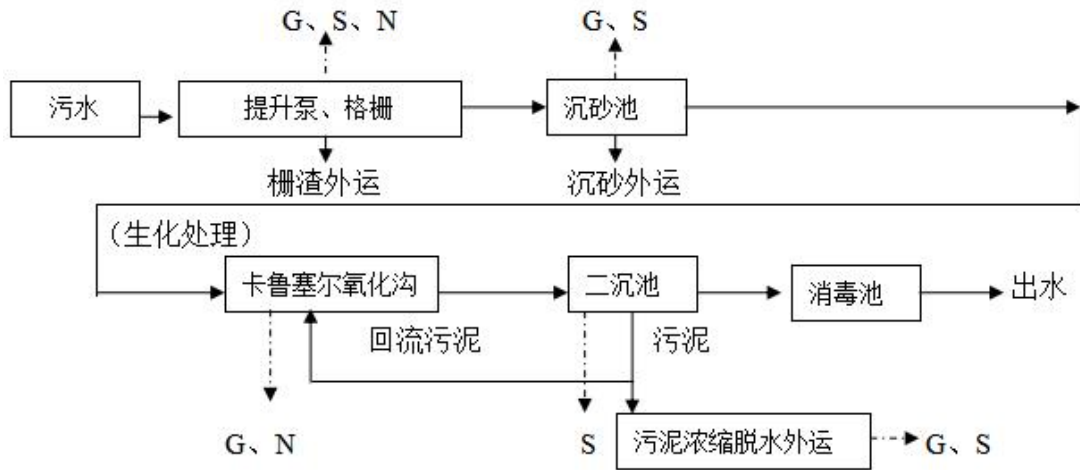 G、S、N
G、S
污水
提升泵、格栅
沉砂池
栅渣外运
沉砂外运
（生化处理）
卡鲁塞尔氧化沟
二沉池
消毒池
出水
回流污泥
污泥
G、N
S
污泥浓缩脱水外运
G、S